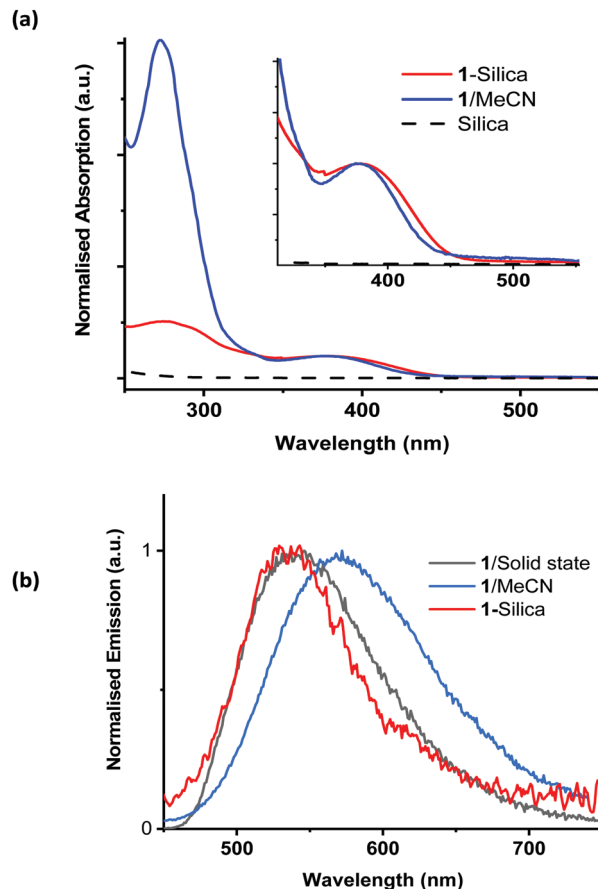 (a)
Normalised Absorption (a.u.)
1-Silica
1/MeCN
Silica
400
500
300
400
500
Wavelength (nm)
(b)
Normalised Emission (a.u.)
1
0
1/Solid state
1/MeCN
1-Silica
500
600
700
Wavelength (nm)